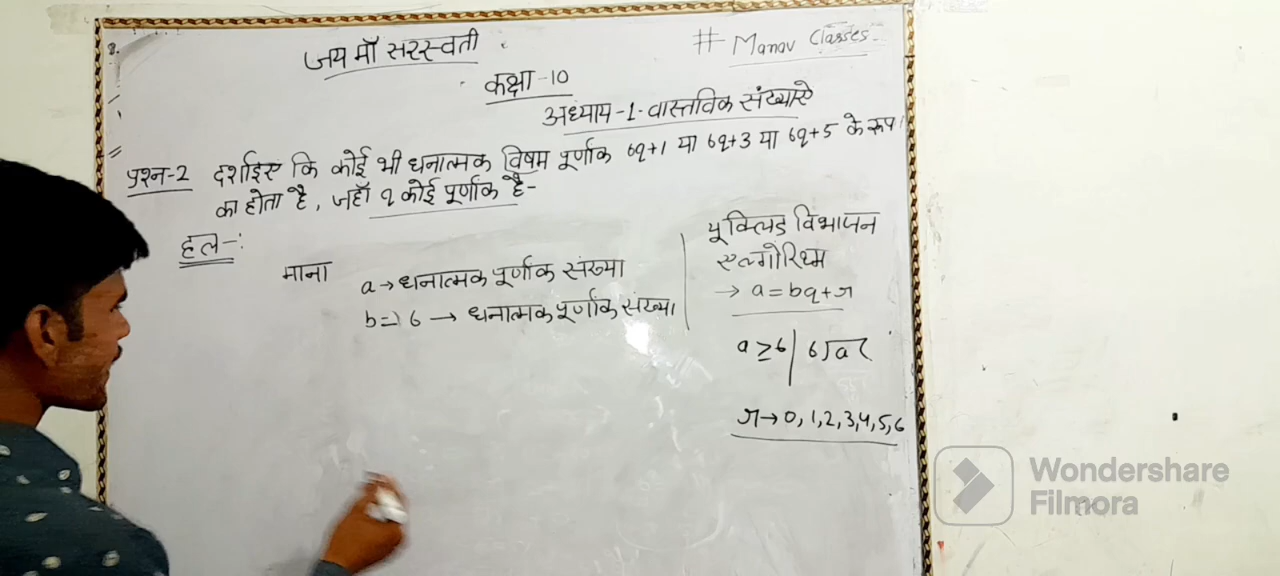 जय माँ सरस्वती
# Manav Classes
कक्षा-10
अध्याय-1-वास्तविक संख्याऐ
प्रश्न-2 दर्शाइए कि कोई भी धनात्मक विषम पूर्णांक 6q+1 या 6q+3 या 6q+5 के रूप
का होता है, जहाँ q कोई पूर्णांक है-
हल-:
माना a→धनात्मक पूर्णांक संख्या
b=) 6 → धनात्मक पूर्णांक संख्या
यूक्लिड विभाजन
एल्गोरिथ्म
→ a=bq+r
a≥6 6)a(
r→0,1,2,3,4,5,6
Wondershare
Filmora